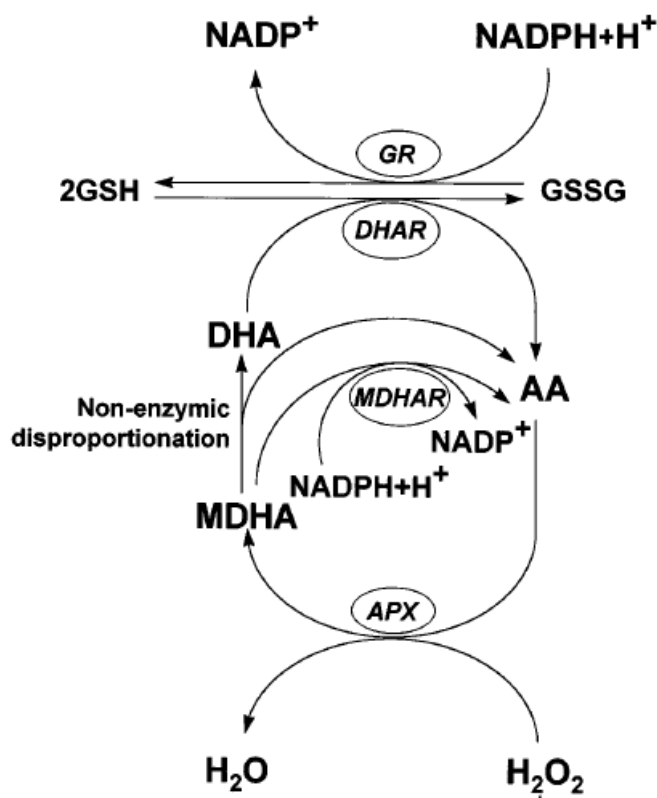 NADP⁺ NADPH+H⁺
GR
2GSH GSSG
DHAR
DHA
AA
MDHAR
Non-enzymic
disproportionation
NADP⁺
NADPH+H⁺
MDHA
APX
H₂O H₂O₂